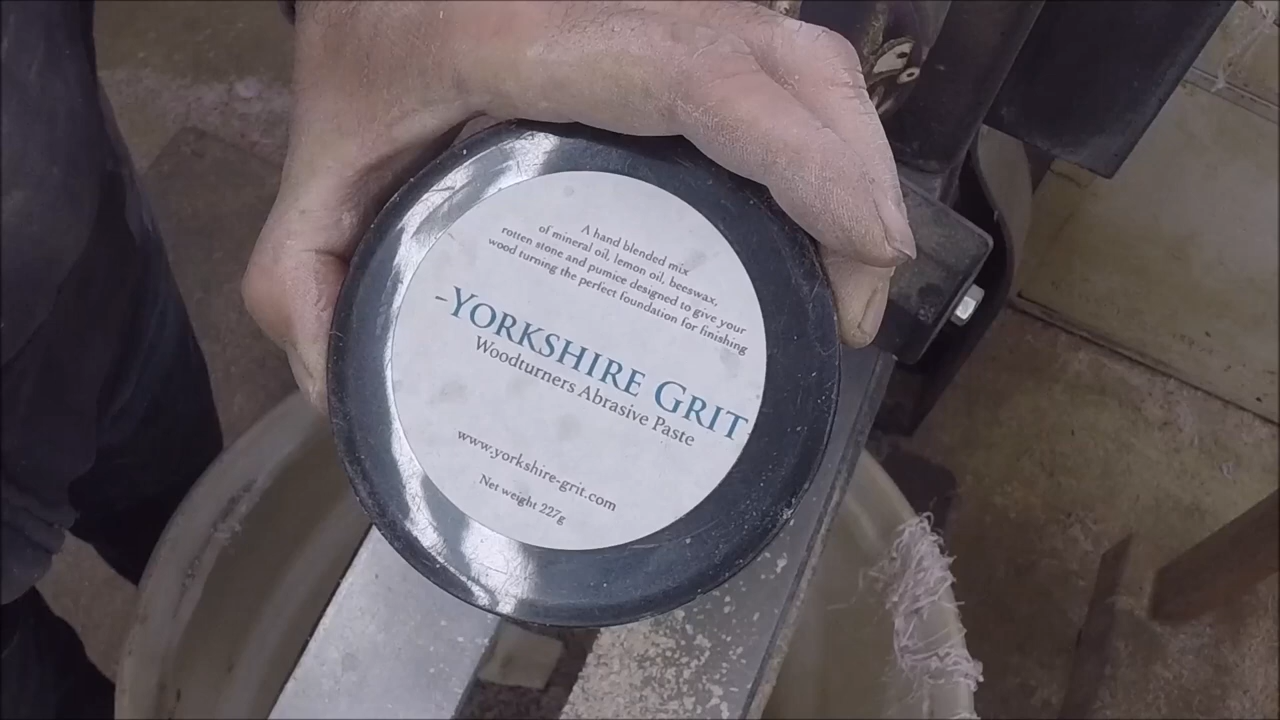 A hand blended mix
of mineral oil, lemon oil, beeswax,
rotten stone and pumice designed to give your
wood turning the perfect foundation for finishing
-YORKSHIRE GRIT
Woodturners Abrasive Paste
www.yorkshire-grit.com
Net weight 227g